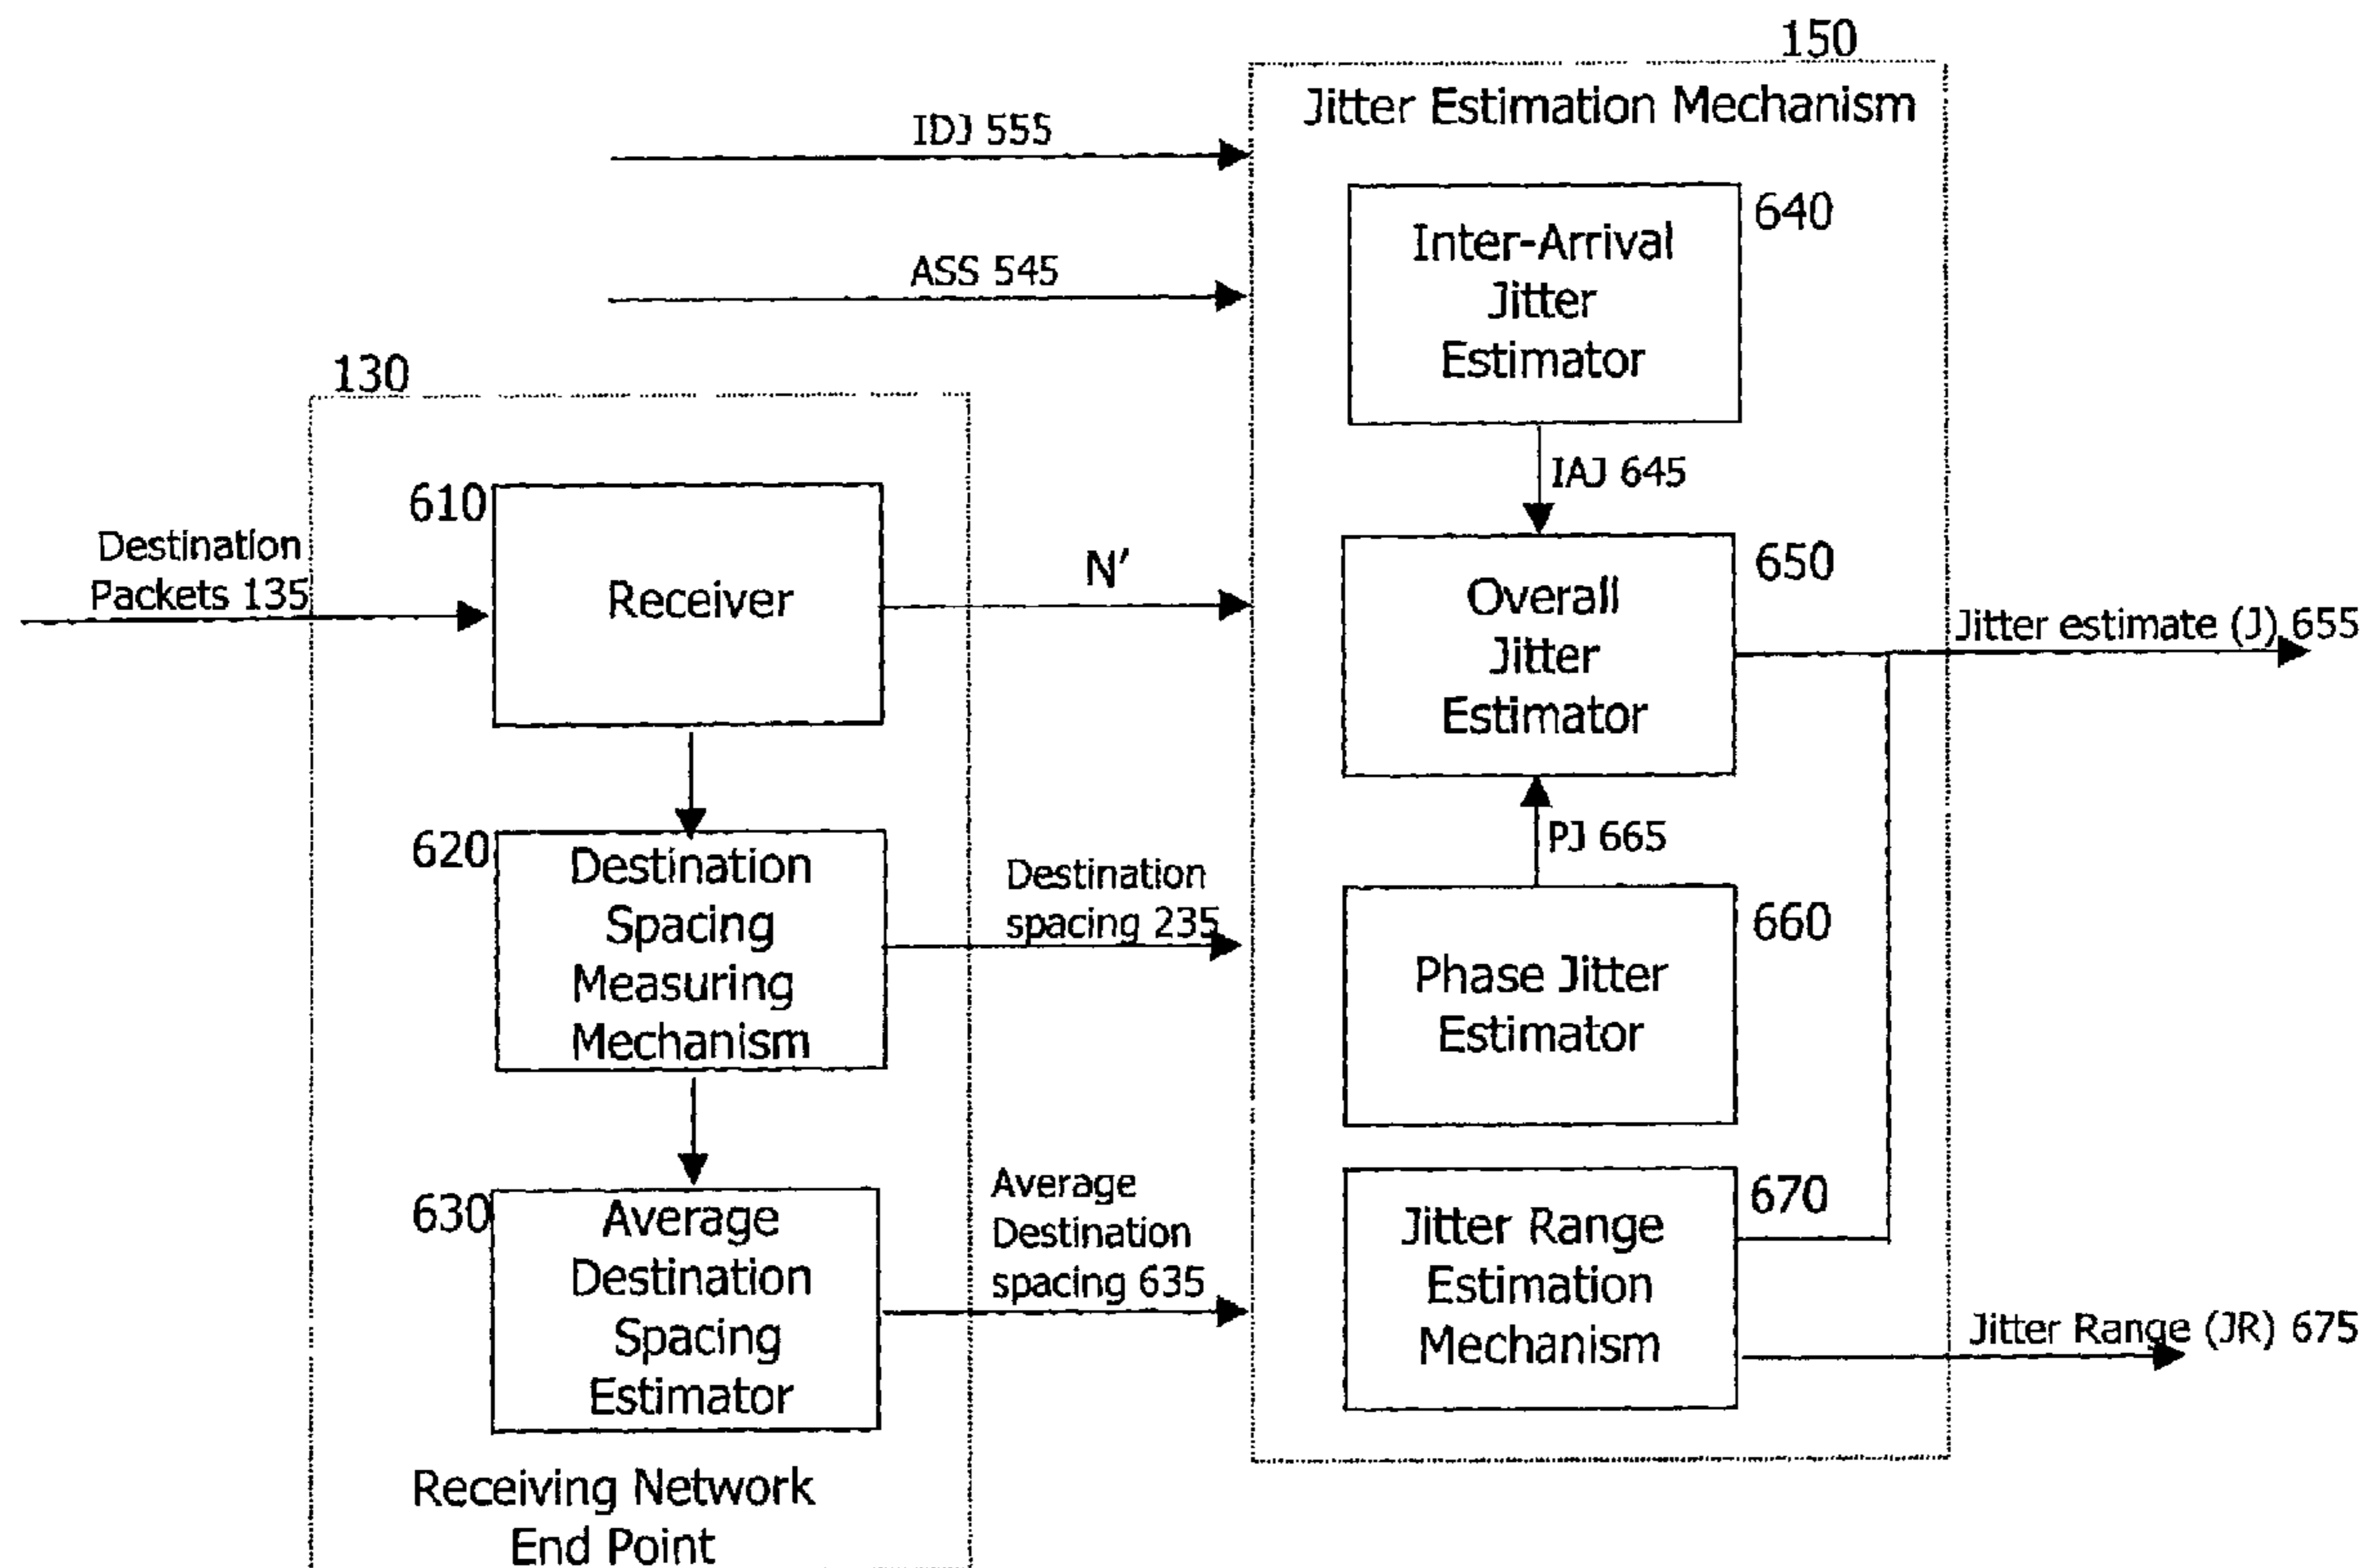 150
Jitter Estimation Mechanism
IDJ 555
640
Inter-Arrival
Jitter
Estimator
ASS 545
130
IAJ 645
610
Receiver
Destination
Packets 135
N'
650
Overall
Jitter
Estimator
Jitter estimate (J) 655
620
Destination
Spacing
Measuring
Mechanism
Destination
spacing 235
PJ 665
660
Phase Jitter
Estimator
630
Average
Destination
Spacing
Estimator
Average
Destination
spacing 635
670
Jitter Range
Estimation
Mechanism
Jitter Range (JR) 675
Receiving Network
End Point